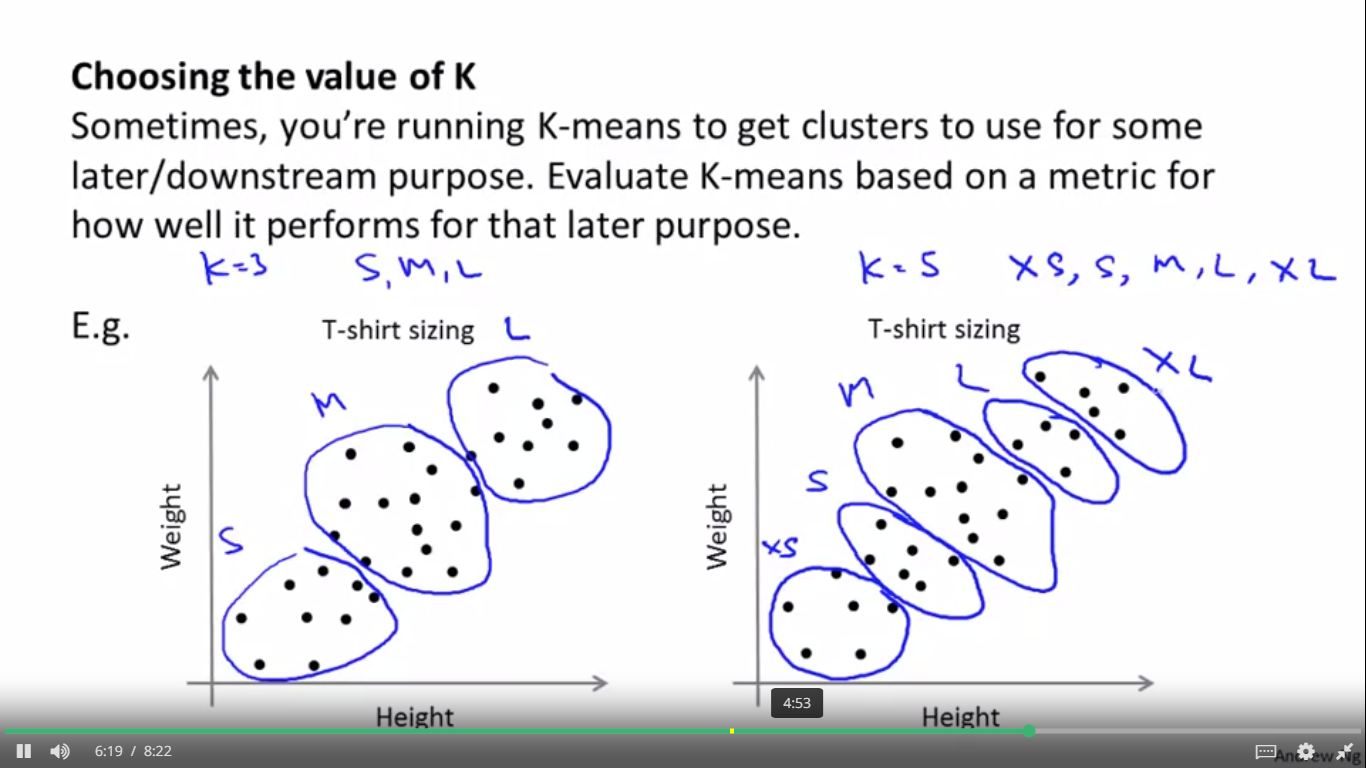 Choosing the value of K
Sometimes, you're running K-means to get clusters to use for some
later/downstream purpose. Evaluate K-means based on a metric for
how well it performs for that later purpose.
K=3 S, M, L
K=5 XS, S, M, L, XL
E.g.
T-shirt sizing
L
M
S
Weight
Height
T-shirt sizing
XL
L
M
S
XS
Weight
Height
4:53
6:19 / 8:22
Andrew Ng